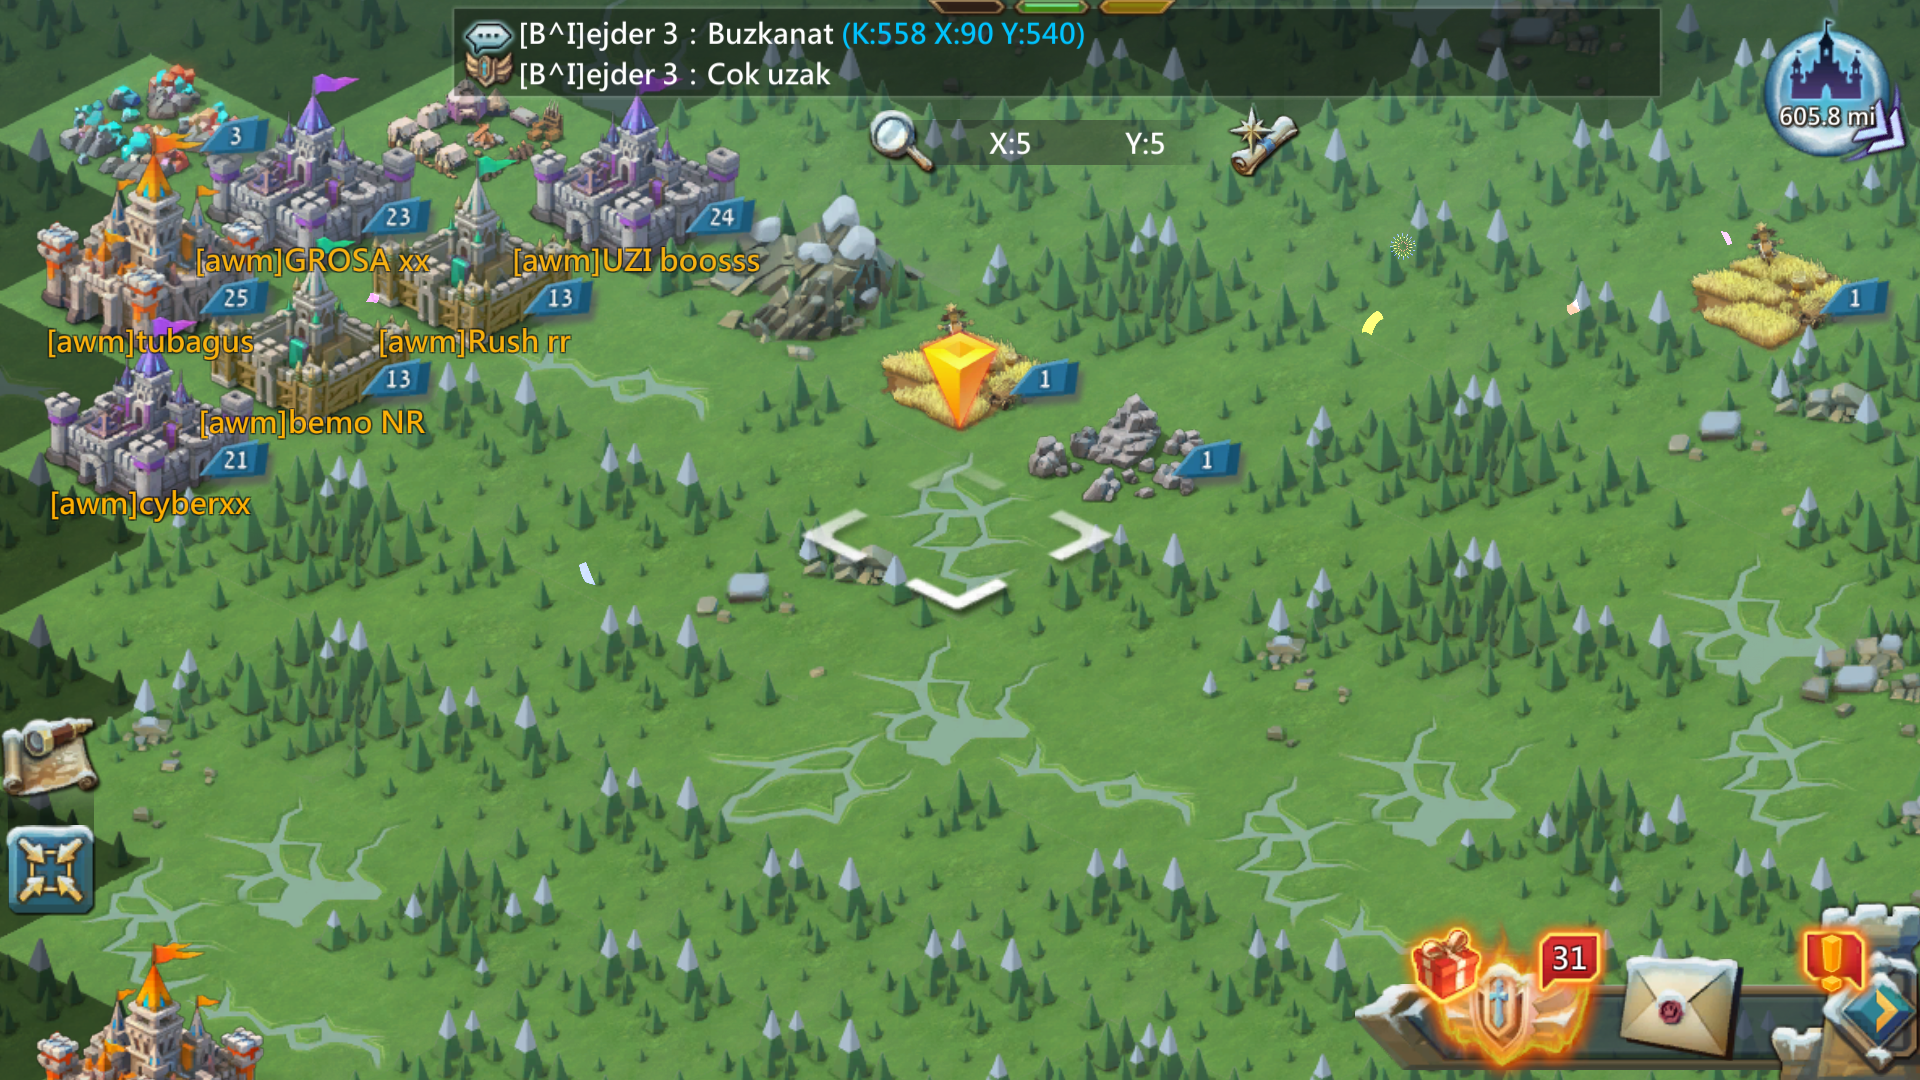 [B^I]ejder 3 : Buzkanat (K:558 X:90 Y:540)
[B^I]ejder 3 : Cok uzak
605.8 mi
X:5 Y:5
3
23
24
[awm]GROSA xx
[awm]UZI boosss
25
13
1
[awm]tubagus
[awm]Rush rr
13
1
[awm]bemo NR
21
1
[awm]cyberxx
31